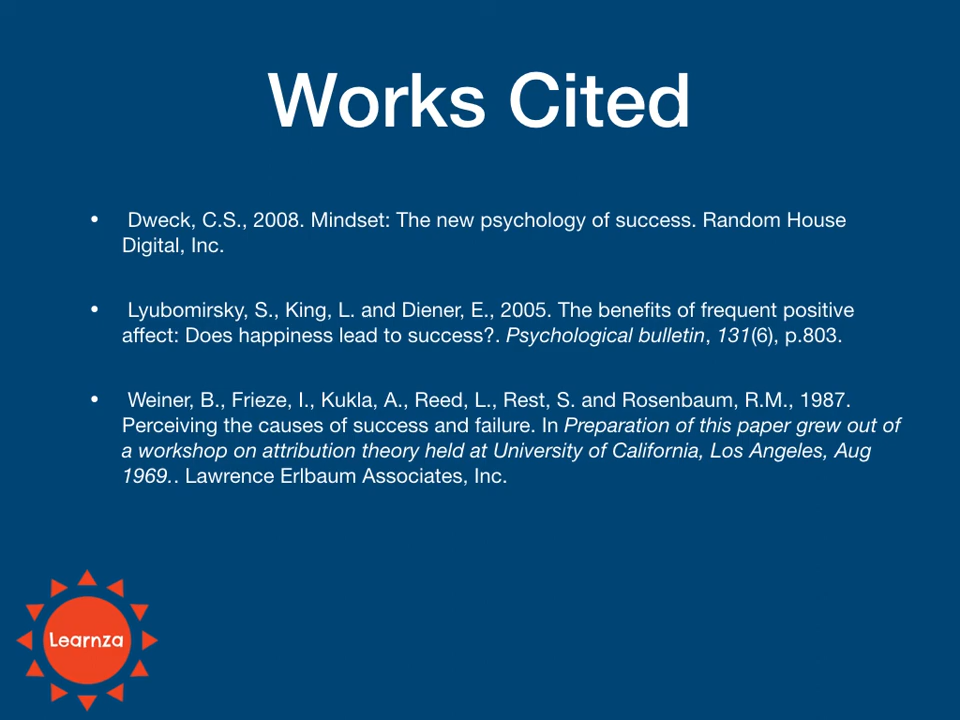 Works Cited
• Dweck, C.S., 2008. Mindset: The new psychology of success. Random House
Digital, Inc.
• Lyubomirsky, S., King, L. and Diener, E., 2005. The benefits of frequent positive
affect: Does happiness lead to success?. Psychological bulletin, 131(6), p.803.
• Weiner, B., Frieze, I., Kukla, A., Reed, L., Rest, S. and Rosenbaum, R.M., 1987.
Perceiving the causes of success and failure. In Preparation of this paper grew out of
a workshop on attribution theory held at University of California, Los Angeles, Aug
1969.. Lawrence Erlbaum Associates, Inc.
Learnza